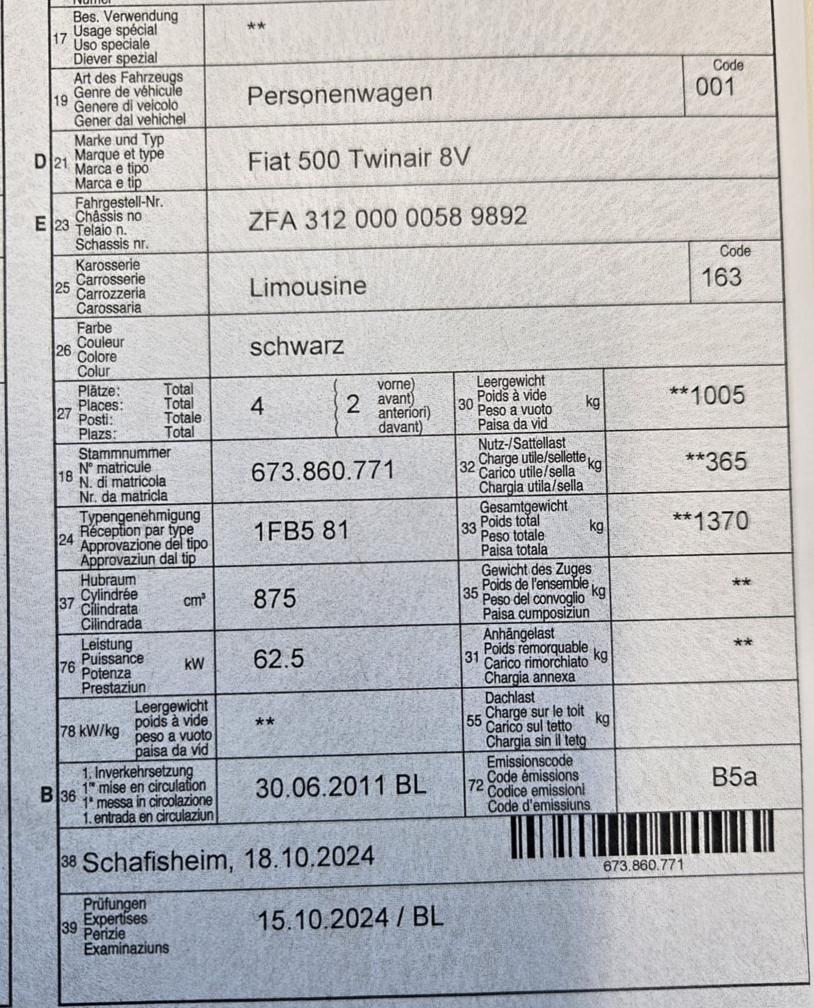 17 Bes. Verwendung
Usage spécial
Uso speciale
Diever spezial
**
19 Art des Fahrzeugs
Genre de véhicule
Genere di veicolo
Gener dal vehichel
Personenwagen
Code
001
D 21 Marke und Typ
Marque et type
Marca e tipo
Marca e tip
Fiat 500 Twinair 8V
E 23 Fahrgestell-Nr.
Châssis no
Telaio n.
Schassis nr.
ZFA 312 000 0058 9892
25 Karosserie
Carrosserie
Carrozzeria
Carossaria
Limousine
Code
163
26 Farbe
Couleur
Colore
Colur
schwarz
27 Plätze: Total
Places: Total
Posti: Totale
Plazs: Total
4
2
vorne)
avant)
anteriori)
davant)
30 Leergewicht
Poids à vide
Peso a vuoto
Paisa da vid
kg
**1005
18 Stammnummer
N° matricule
N. di matricola
Nr. da matricla
673.860.771
32 Nutz-/Sattellast
Charge utile/sellette
Carico utile/sella
Chargia utila/sella
kg
**365
24 Typengenehmigung
Réception par type
Approvazione del tipo
Approvaziun dal tip
1FB5 81
33 Gesamtgewicht
Poids total
Peso totale
Paisa totala
kg
**1370
37 Hubraum
Cylindrée
Cilindrata
Cilindrada
cm³
875
35 Gewicht des Zuges
Poids de l'ensemble
Peso del convoglio
Paisa cumposiziun
kg
**
76 Leistung
Puissance
Potenza
Prestaziun
kW
62.5
31 Anhängelast
Poids remorquable
Carico rimorchiato
Chargia annexa
kg
**
78 kW/kg
Leergewicht
poids à vide
peso a vuoto
paisa da vid
**
55 Dachlast
Charge sur le toit
Carico sul tetto
Chargia sin il tetg
kg
B 36 1. Inverkehrsetzung
1re mise en circulation
1a messa in circolazione
1. entrada en circulaziun
30.06.2011 BL
72 Emissionscode
Code émissions
Codice emissioni
Code d'emissiuns
B5a
38 Schafisheim, 18.10.2024
673.860.771
39 Prüfungen
Expertises
Perizie
Examinaziuns
15.10.2024 / BL